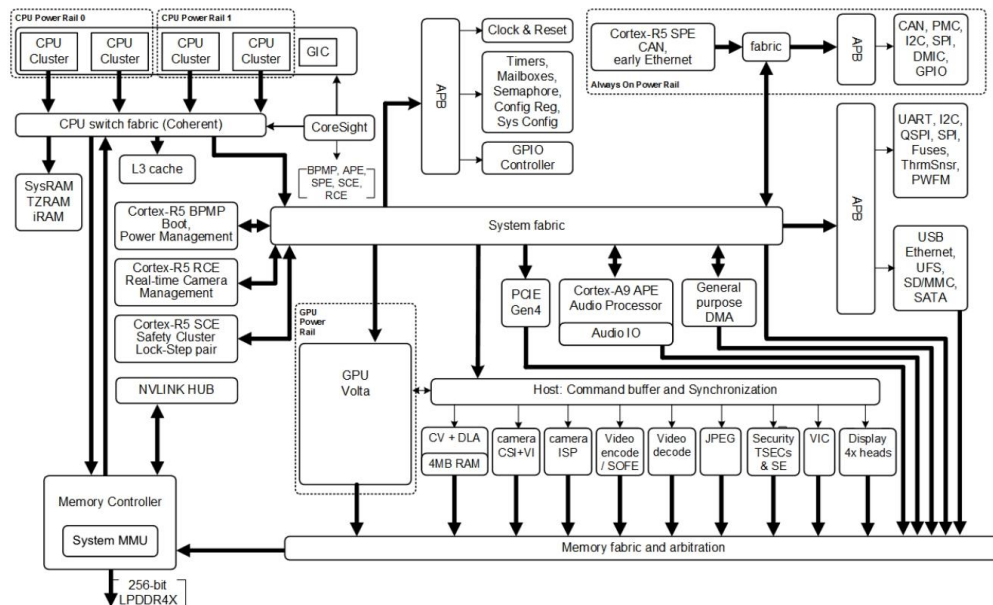 CPU Power Rail 0
CPU Power Rail 1
CPU
Cluster
CPU
Cluster
CPU
Cluster
CPU
Cluster
GIC
CPU switch fabric (Coherent)
CoreSight
L3 cache
SysRAM
TZRAM
iRAM
BPMP, APE,
SPE, SCE,
RCE
APB
Clock & Reset
Timers,
Mailboxes,
Semaphore,
Config Reg,
Sys Config
GPIO
Controller
Cortex-R5 SPE
CAN,
early Ethernet
fabric
APB
CAN, PMC,
I2C, SPI,
DMIC,
GPIO
Always On Power Rail
APB
UART, I2C,
QSPI, SPI,
Fuses,
ThrmSnsr,
PWFM
USB
Ethernet,
UFS,
SD/MMC,
SATA
System fabric
Cortex-R5 BPMP
Boot,
Power Management
Cortex-R5 RCE
Real-time Camera
Management
Cortex-R5 SCE
Safety Cluster
Lock-Step pair
NVLINK HUB
GPU
Power
Rail
GPU
Volta
PCIE
Gen4
Cortex-A9 APE
Audio Processor
Audio IO
General
purpose
DMA
Host: Command buffer and Synchronization
CV + DLA
4MB RAM
camera
CSI+VI
camera
ISP
Video
encode
/ SOFE
Video
decode
JPEG
Security
TSECs
& SE
VIC
Display
4x heads
Memory Controller
System MMU
Memory fabric and arbitration
256-bit
LPDDR4X